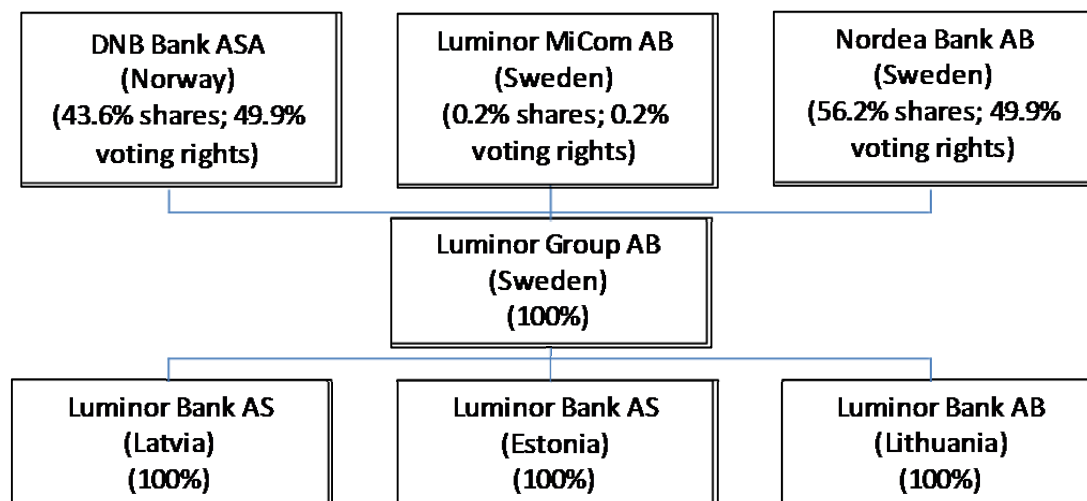 DNB Bank ASA
(Norway)
(43.6% shares; 49.9%
voting rights)
Luminor MiCom AB
(Sweden)
(0.2% shares; 0.2%
voting rights)
Nordea Bank AB
(Sweden)
(56.2% shares; 49.9%
voting rights)
Luminor Group AB
(Sweden)
(100%)
Luminor Bank AS
(Latvia)
(100%)
Luminor Bank AS
(Estonia)
(100%)
Luminor Bank AB
(Lithuania)
(100%)